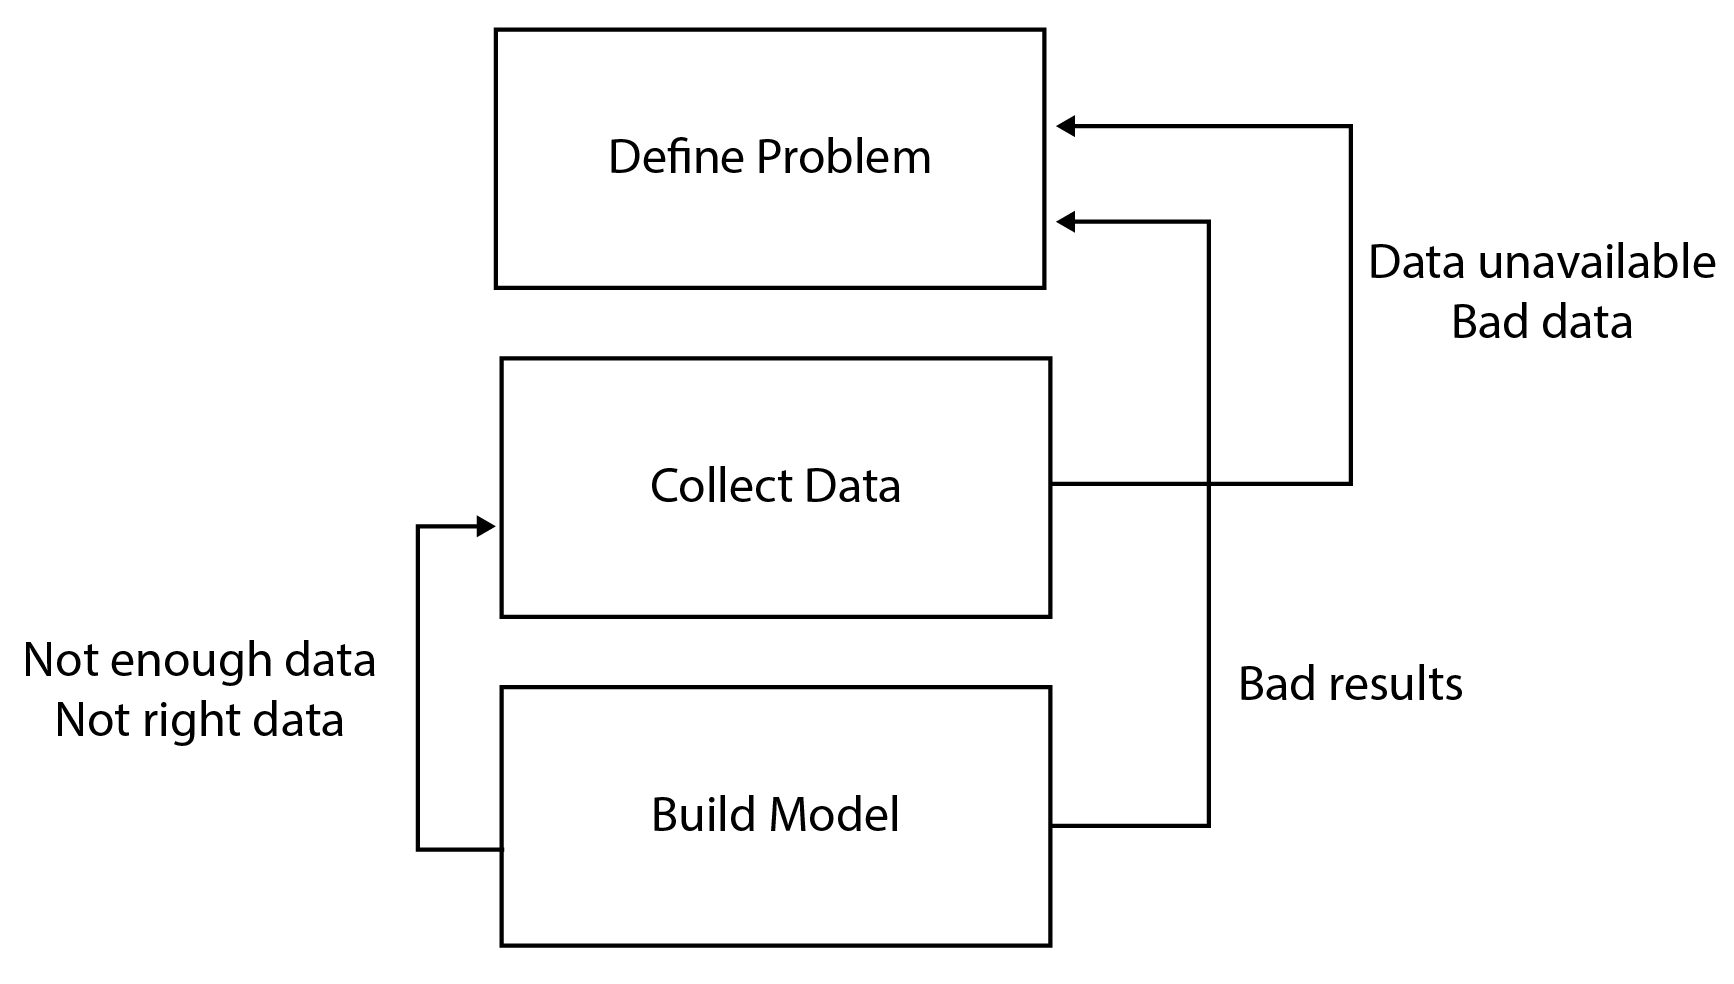 Define Problem
Data unavailable
Bad data
Collect Data
Not enough data
Not right data
Bad results
Build Model